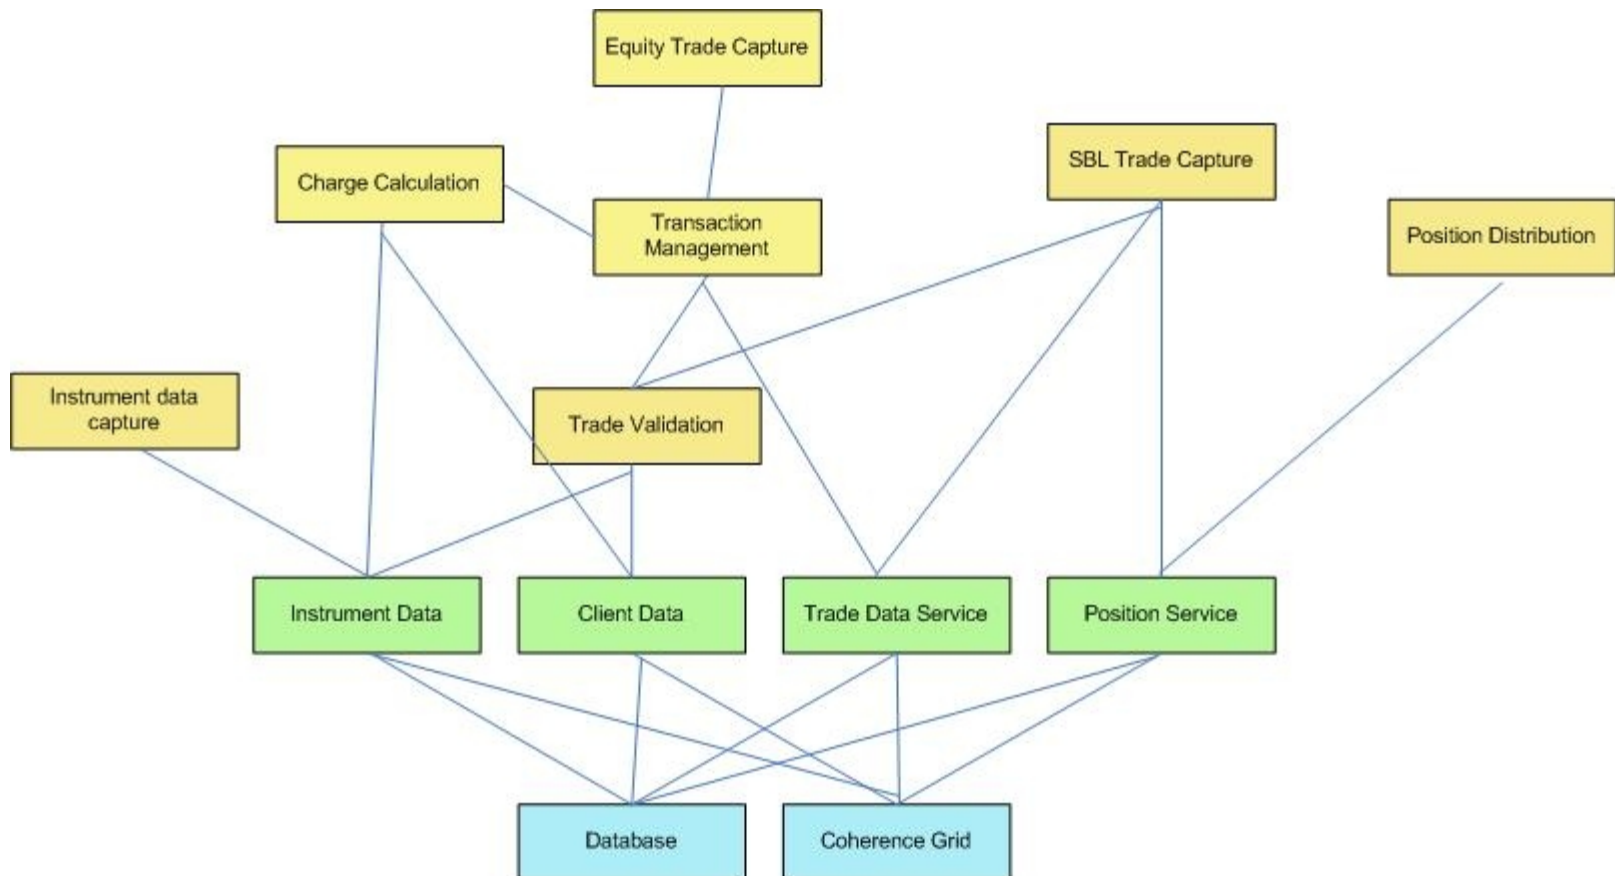 Equity Trade Capture
SBL Trade Capture
Charge Calculation
Transaction
Management
Position Distribution
Instrument data
capture
Trade Validation
Instrument Data
Client Data
Trade Data Service
Position Service
Database
Coherence Grid